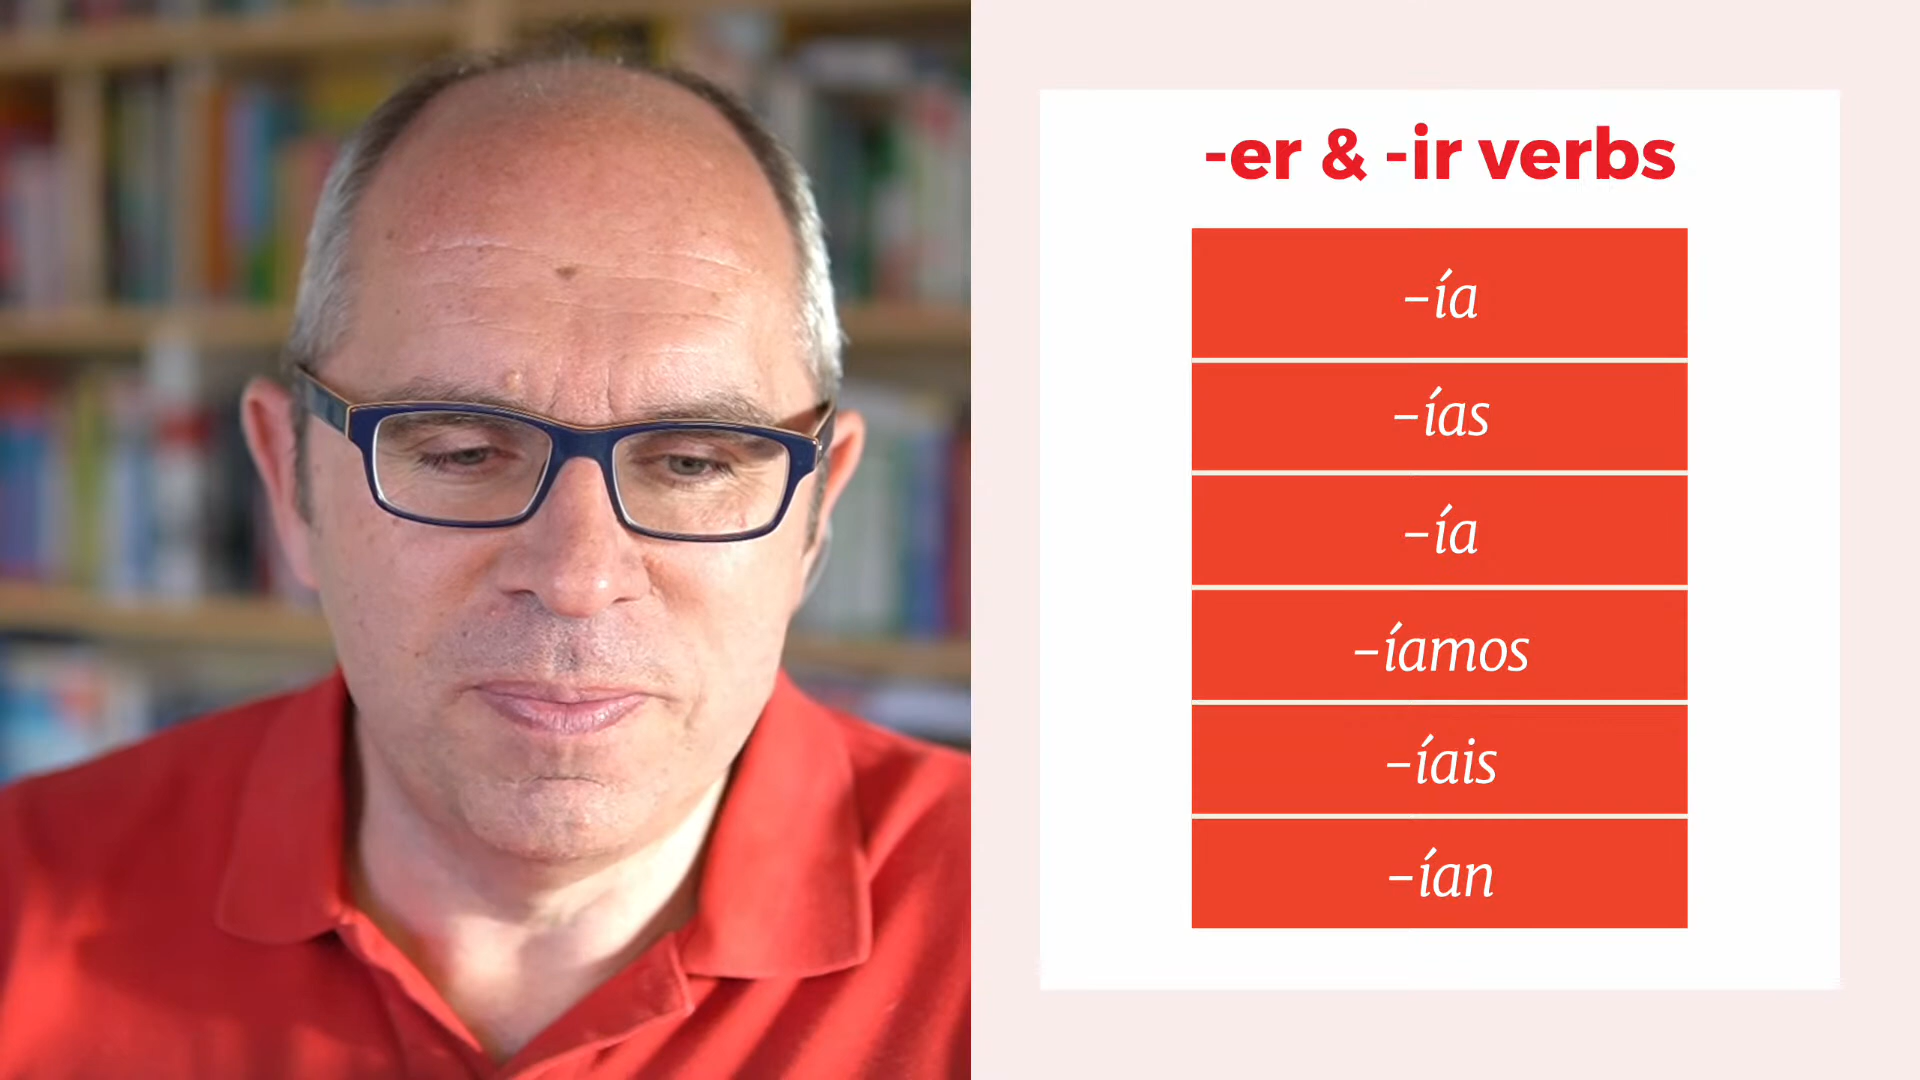 -er & -ir verbs
–ía
–ías
–ía
–íamos
–íais
–ían